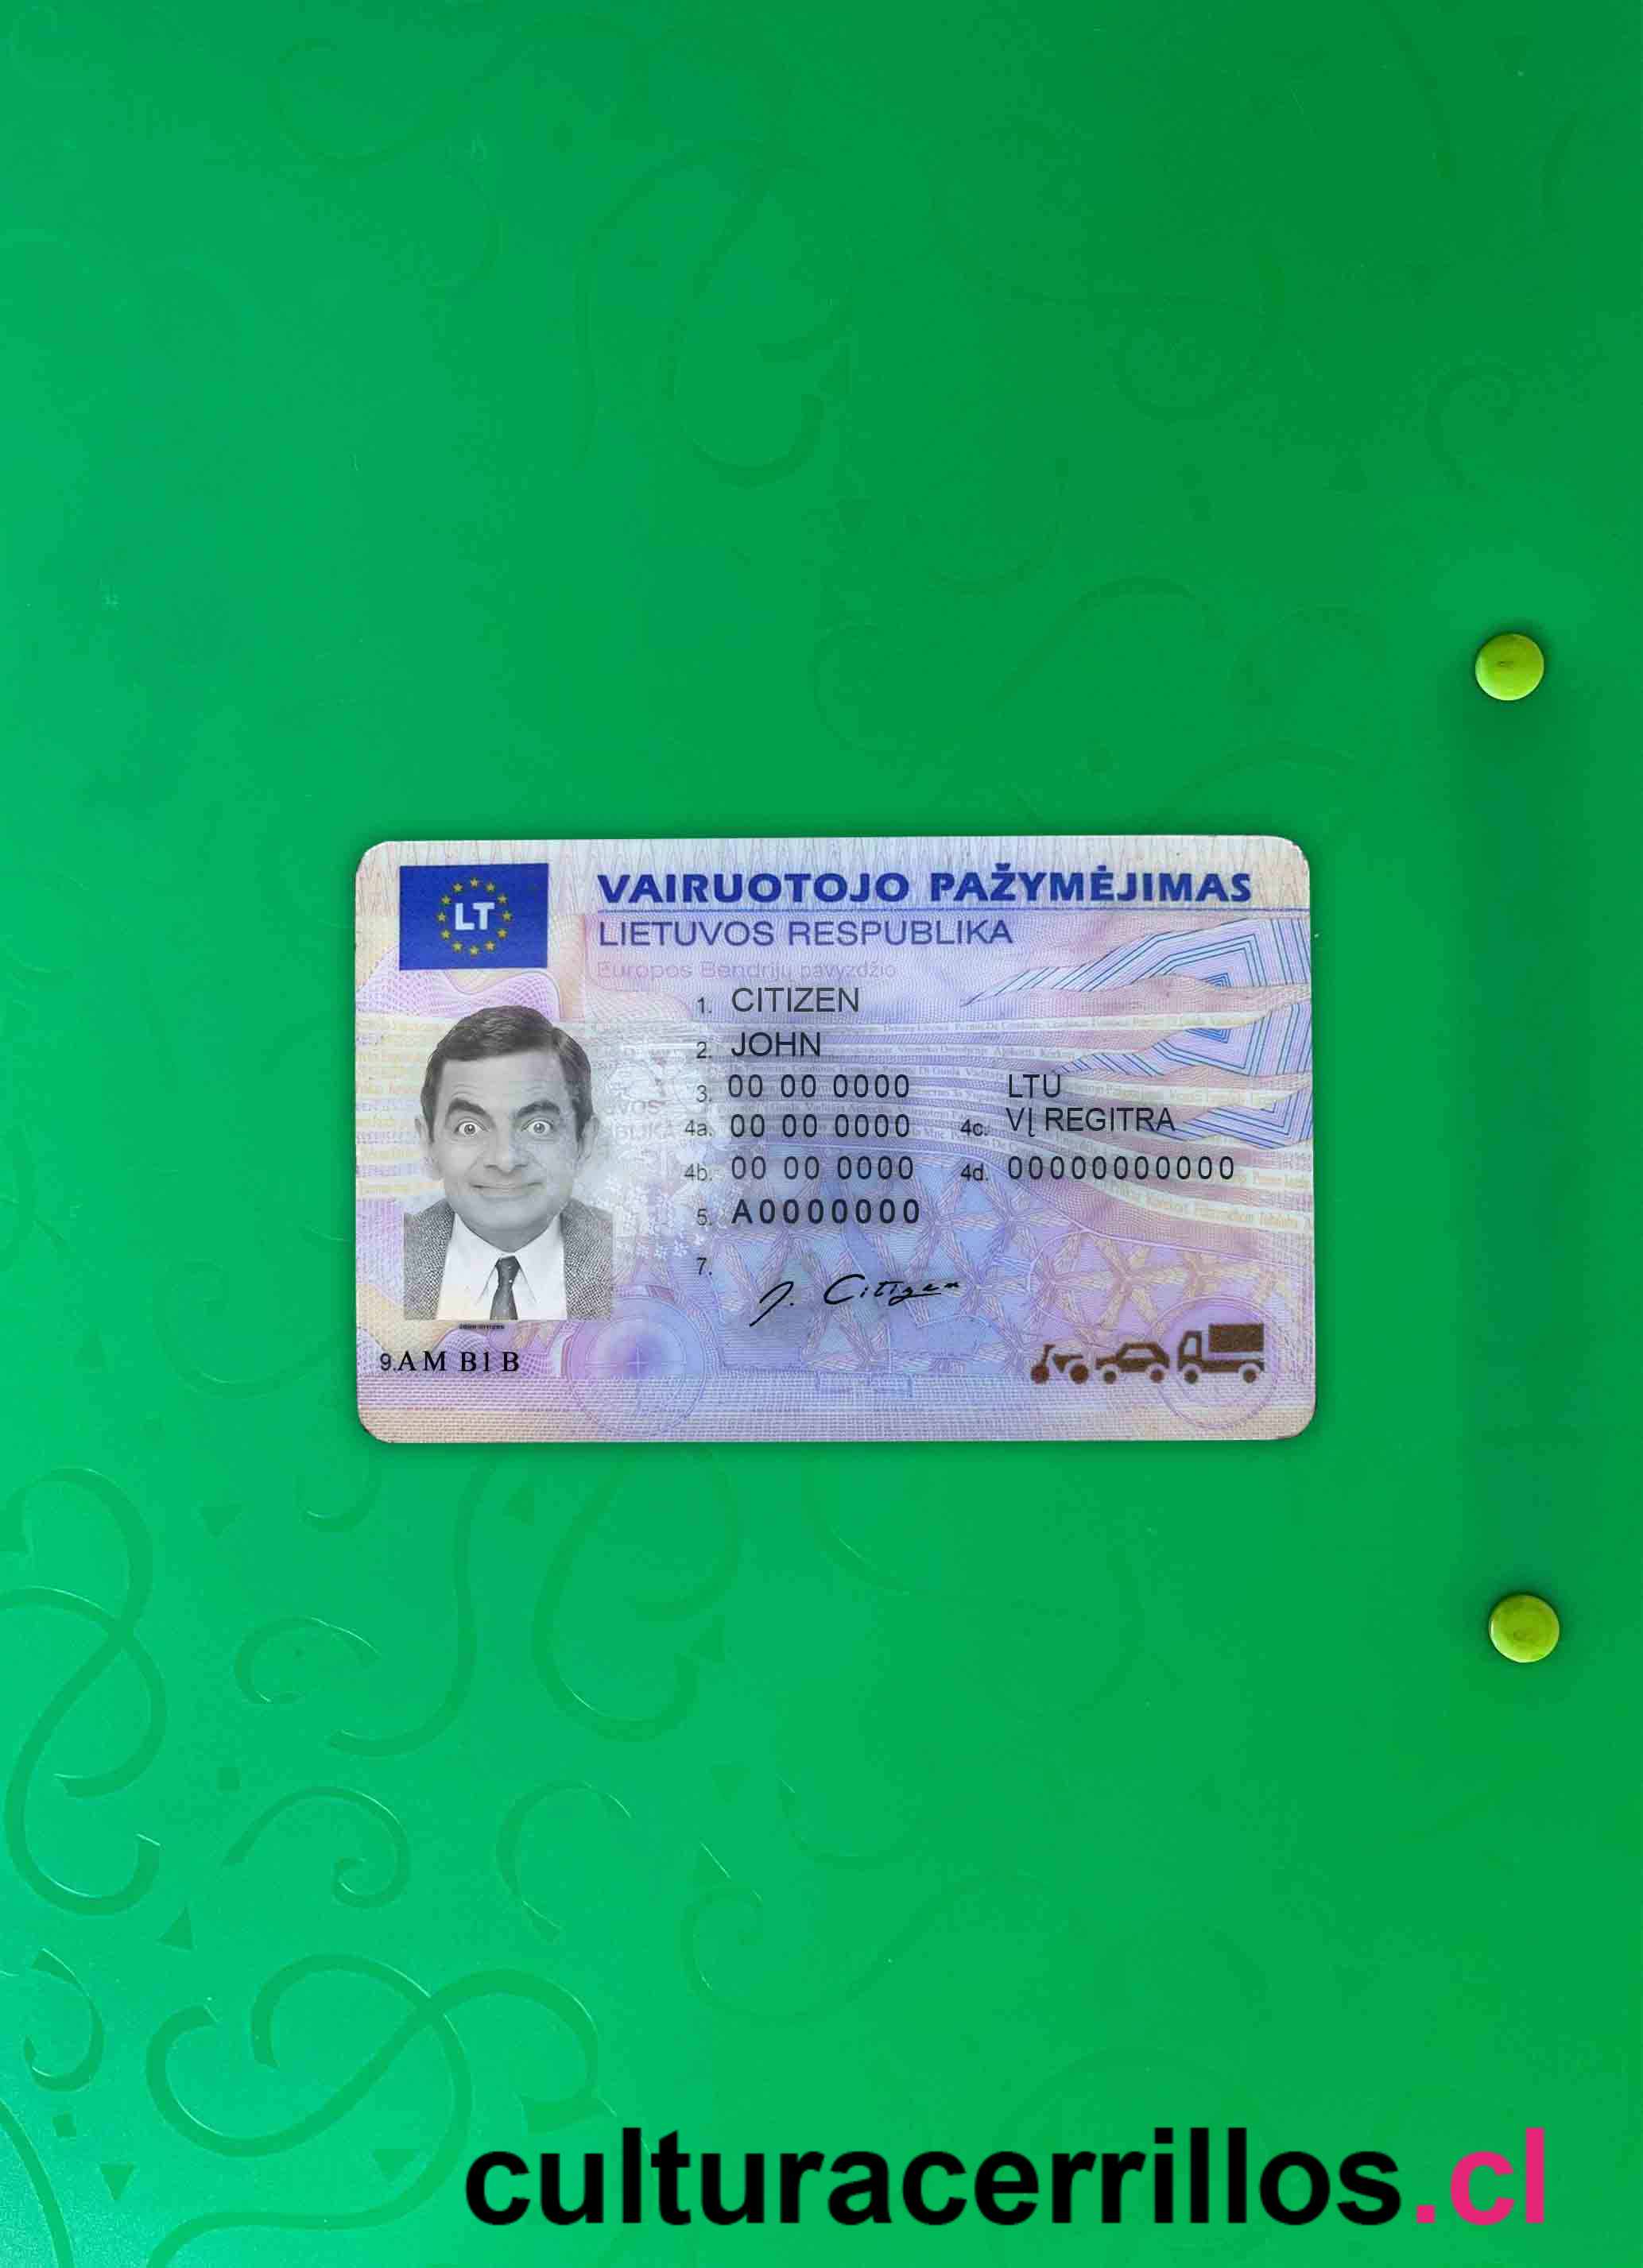 LT
VAIRUOTOJO PAŽYMĖJIMAS
LIETUVOS RESPUBLIKA
Europos Bendrijų pavyzdžio
1. CITIZEN
2. JOHN
3. 00 00 0000 LTU
4a. 00 00 0000 4c. VĮ REGITRA
4b. 00 00 0000 4d. 00000000000
5. A0000000
7. J. Citizen
9. AM B1 B
culturacerrillos.cl